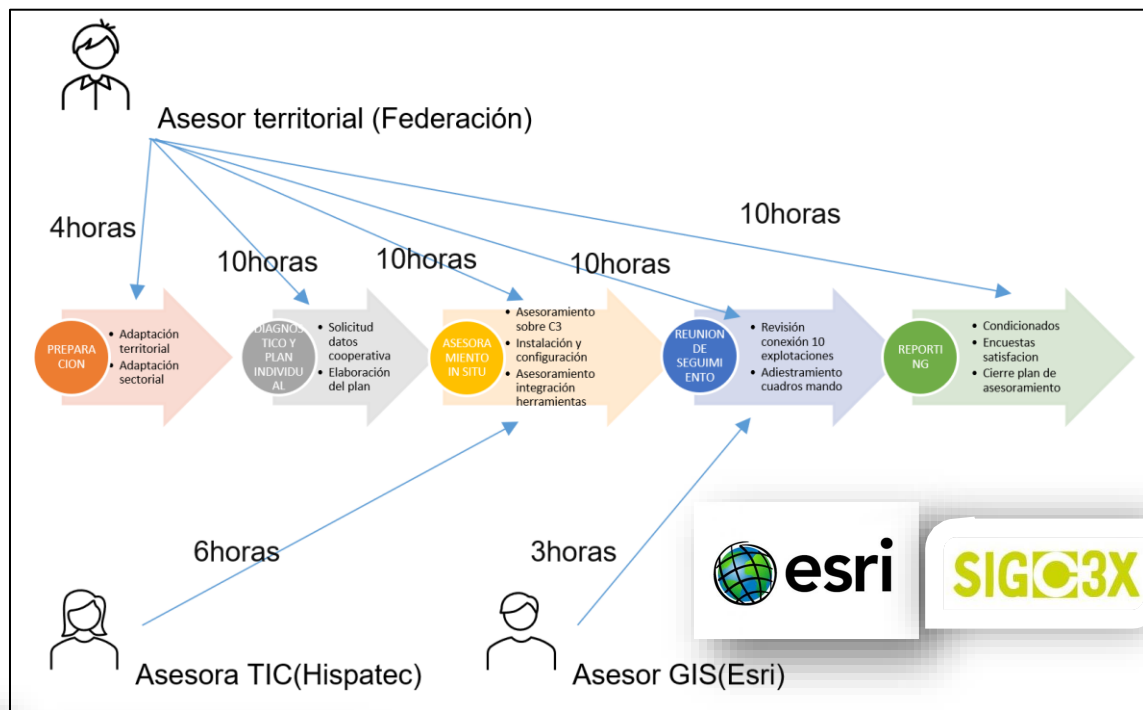 Asesor territorial (Federación)
4horas
10horas
10horas
10horas
10horas
PREPARA
CION
• Adaptación
territorial
• Adaptación
sectorial
DIAGNOS
TICO Y PLAN
INDIVIDU
AL
• Solicitud
datos
cooperativa
• Elaboración
del plan
ASESORA
MIENTO
IN SITU
• Asesoramiento
sobre C3
• Instalación y
configuración
• Asesoramiento
integración
herramientas
REUNION
DE
SEGUIMI
ENTO
• Revisión
conexión 10
explotaciones
• Adiestramiento
cuadros mando
REPORTI
NG
• Condicionados
• Encuestas
satisfacion
• Cierre plan de
asesoramiento
6horas
3horas
esri
SIGC3X
Asesora TIC(Hispatec)
Asesor GIS(Esri)